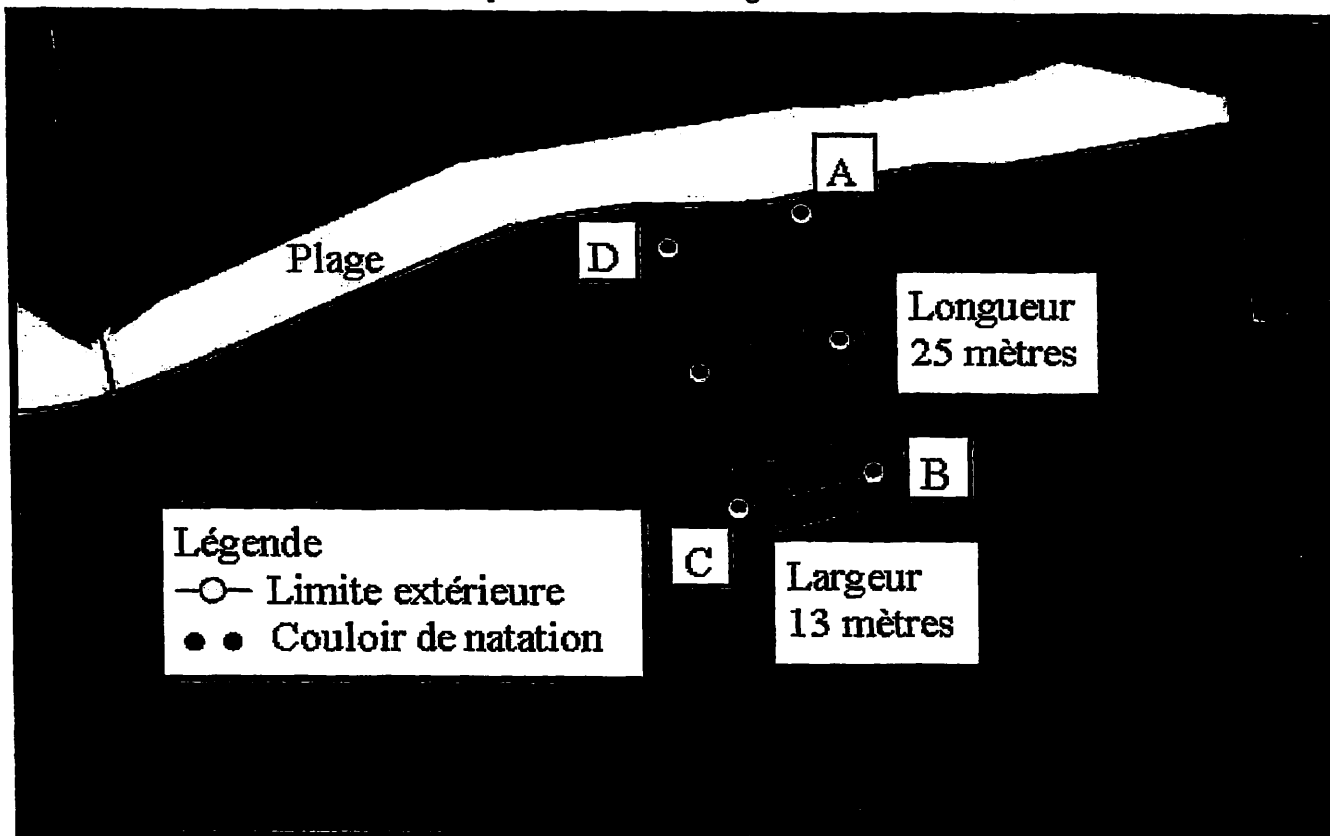 A
D
Plage
Longueur
25 mètres
B
C
Légende
Limite extérieure
Couloir de natation
Largeur
13 mètres